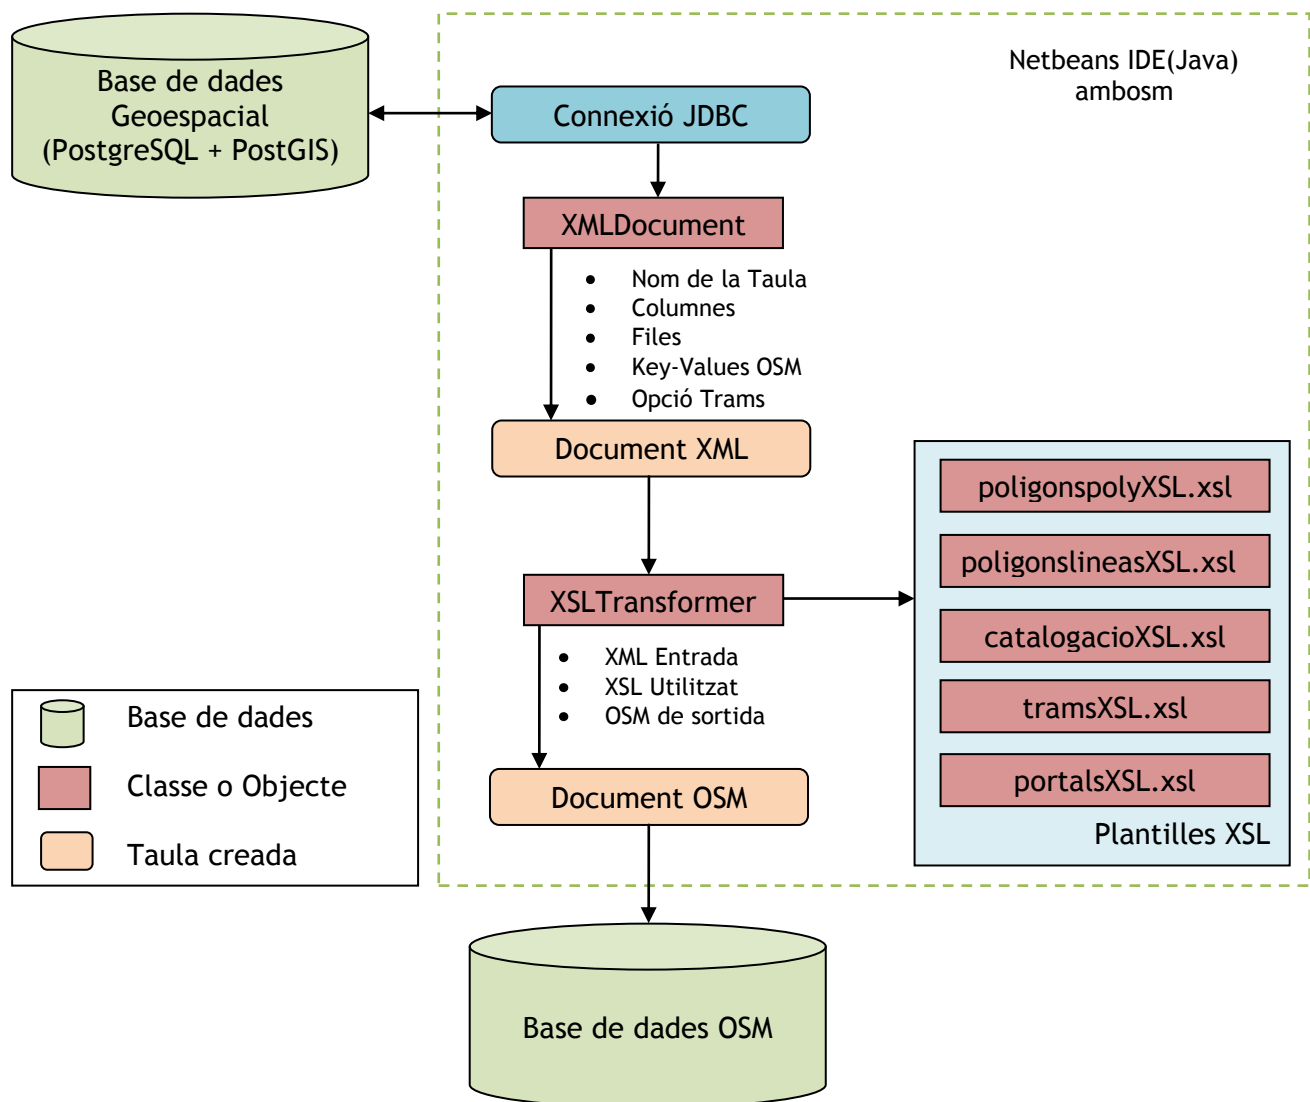 Base de dades
Geoespacial
(PostgreSQL + PostGIS)
Netbeans IDE(Java)
ambosm
Connexió JDBC
XMLDocument
• Nom de la Taula
• Columnes
• Files
• Key-Values OSM
• Opció Trams
Document XML
XSLTransformer
• XML Entrada
• XSL Utilitzat
• OSM de sortida
Document OSM
poligonspolyXSL.xsl
poligonslineasXSL.xsl
catalogacioXSL.xsl
tramsXSL.xsl
portalsXSL.xsl
Plantilles XSL
Base de dades
Classe o Objecte
Taula creada
Base de dades OSM